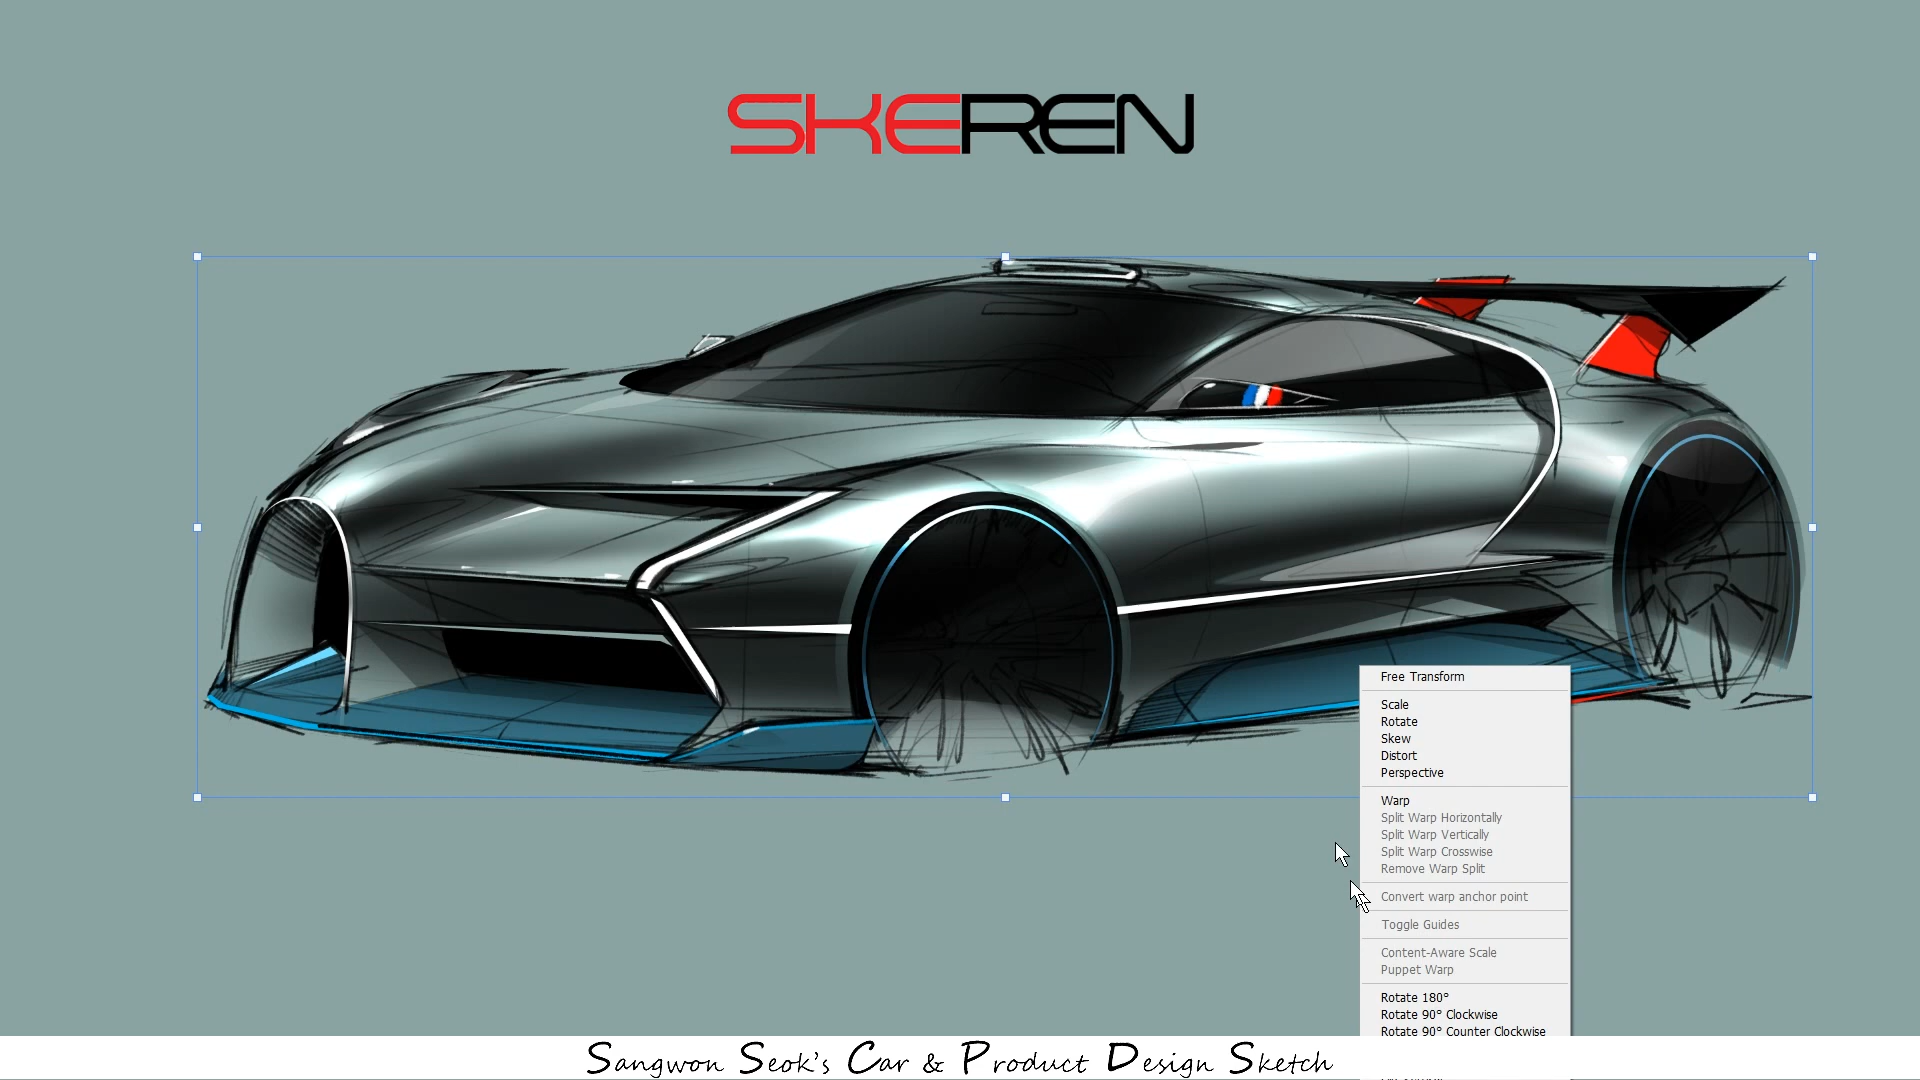 SKEREN
Free Transform
Scale
Rotate
Skew
Distort
Perspective
Warp
Split Warp Horizontally
Split Warp Vertically
Split Warp Crosswise
Remove Warp Split
Convert warp anchor point
Toggle Guides
Content-Aware Scale
Puppet Warp
Rotate 180°
Rotate 90° Clockwise
Rotate 90° Counter Clockwise
Sangwon Seok's Car & Product Design Sketch